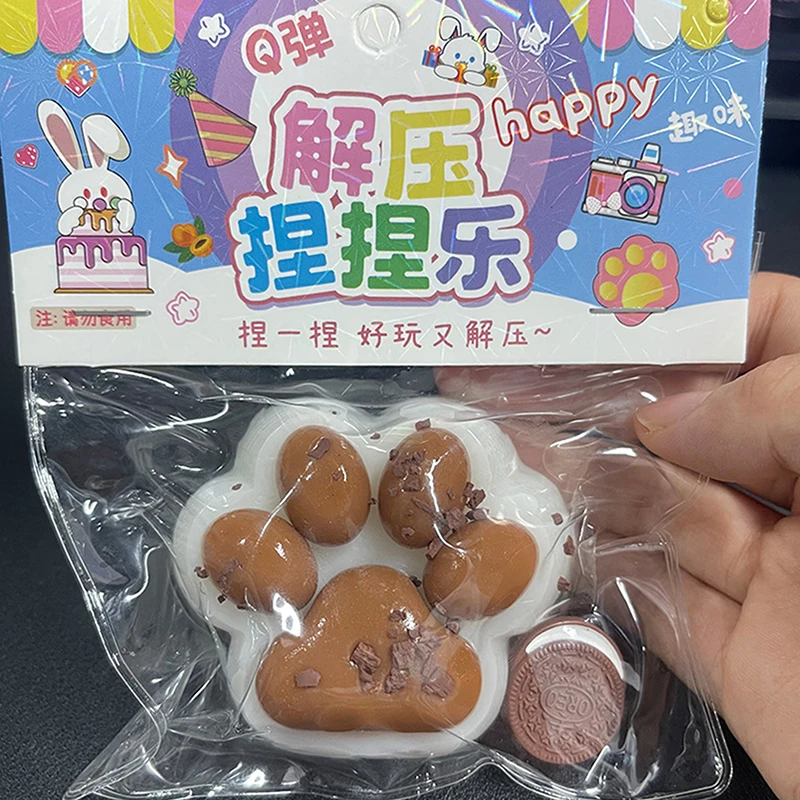 Q弹
happy
趣味
解压
捏捏乐
注:请勿食用
捏一捏 好玩又解压~
OREO